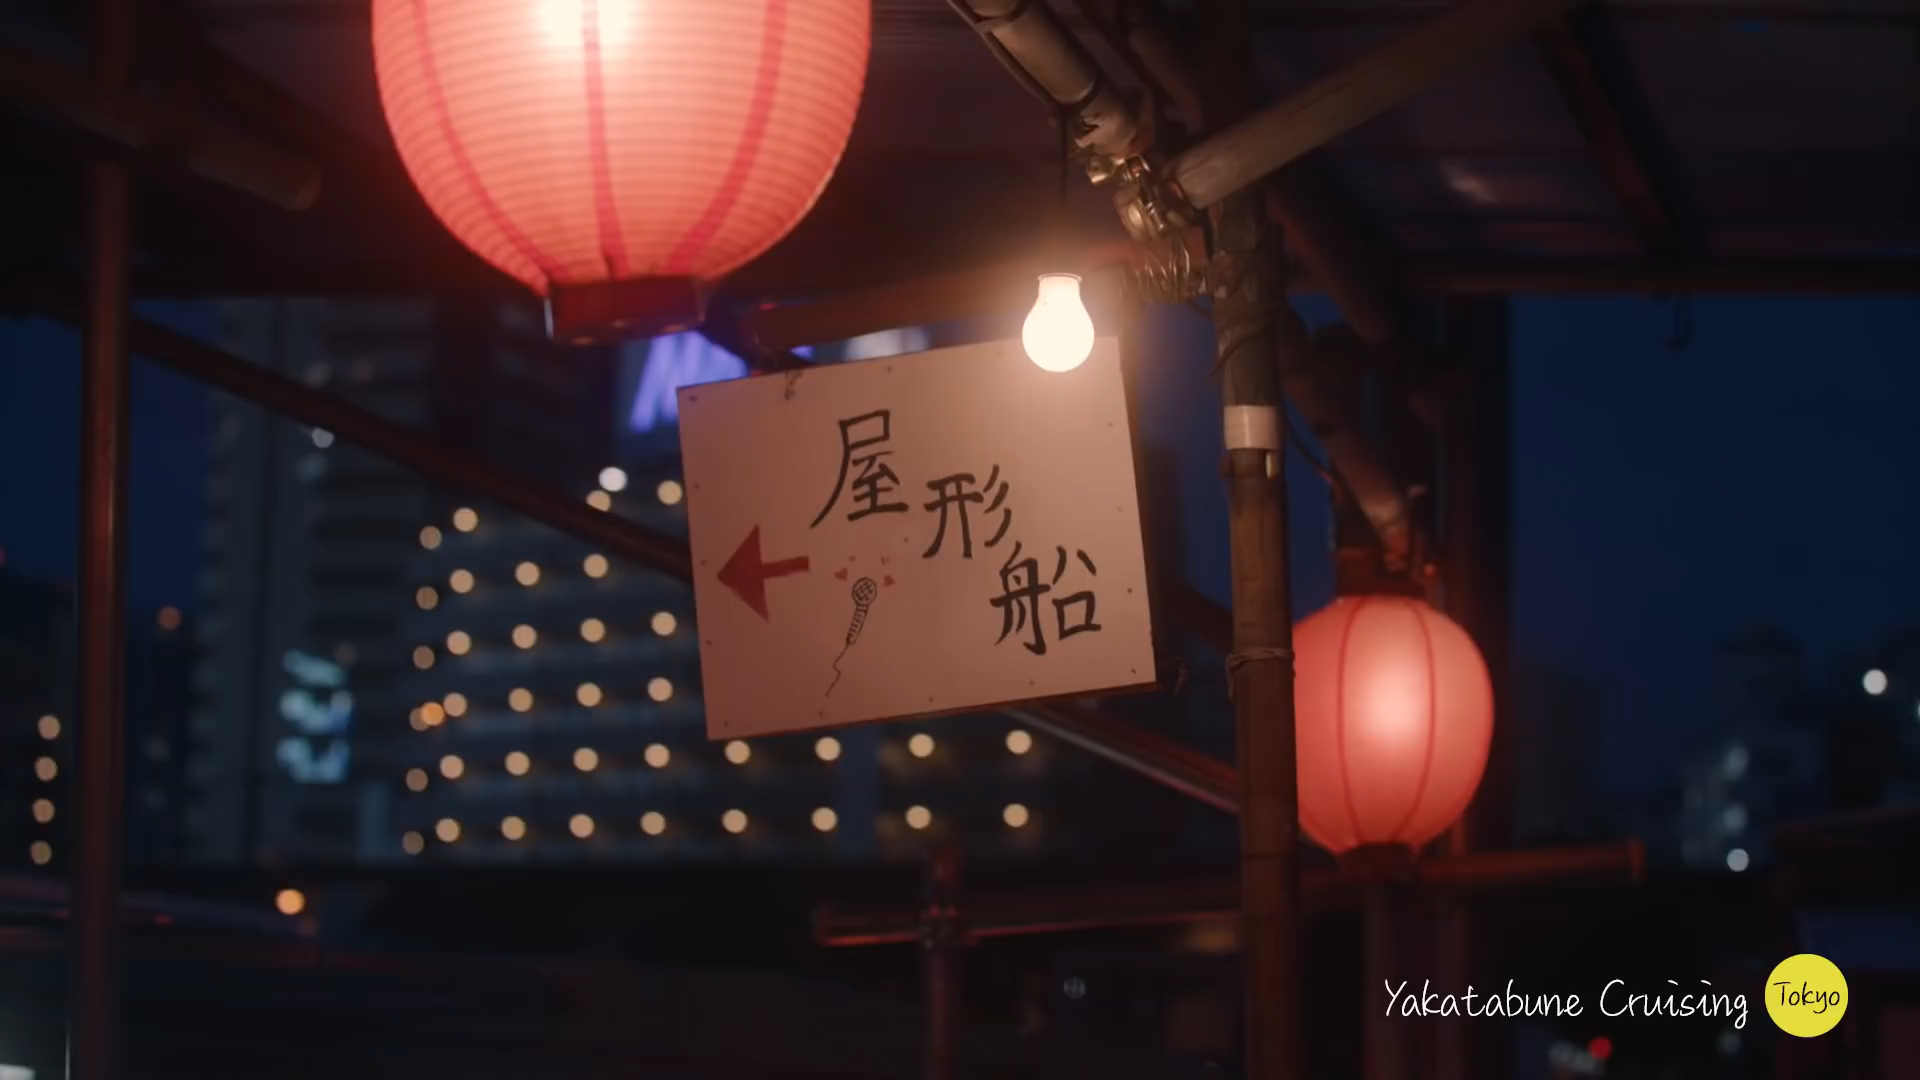 屋形船
Yakatabune Cruising
Tokyo